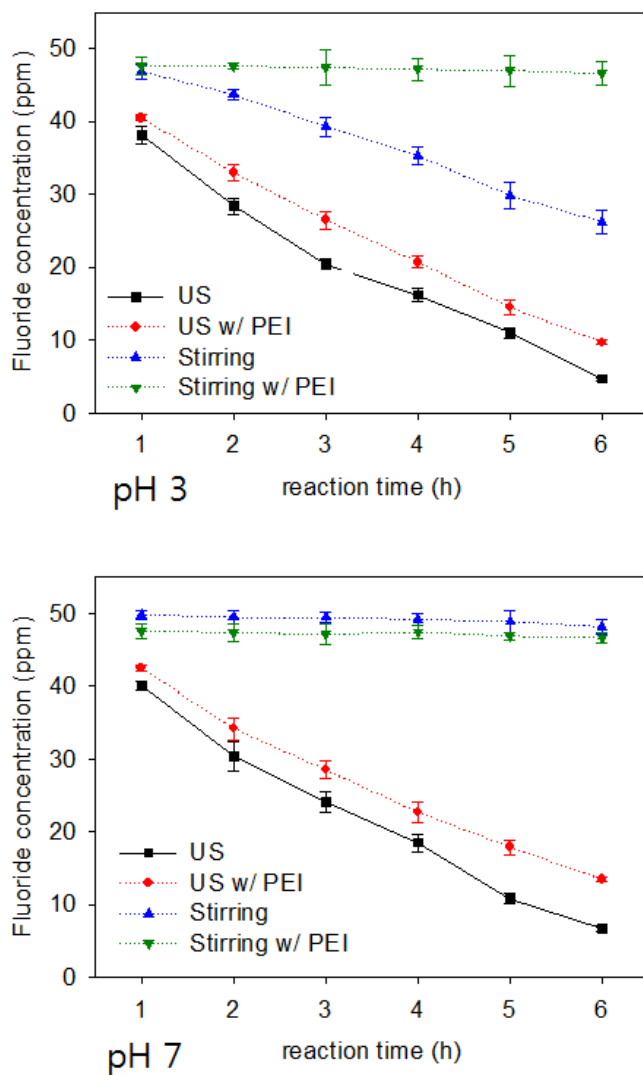 Fluoride concentration (ppm)
50
40
30
20
10
0
US
US w/ PEI
Stirring
Stirring w/ PEI
1 2 3 4 5 6
pH 3
reaction time (h)
Fluoride concentration (ppm)
50
40
30
20
10
0
US
US w/ PEI
Stirring
Stirring w/ PEI
1 2 3 4 5 6
pH 7
reaction time (h)